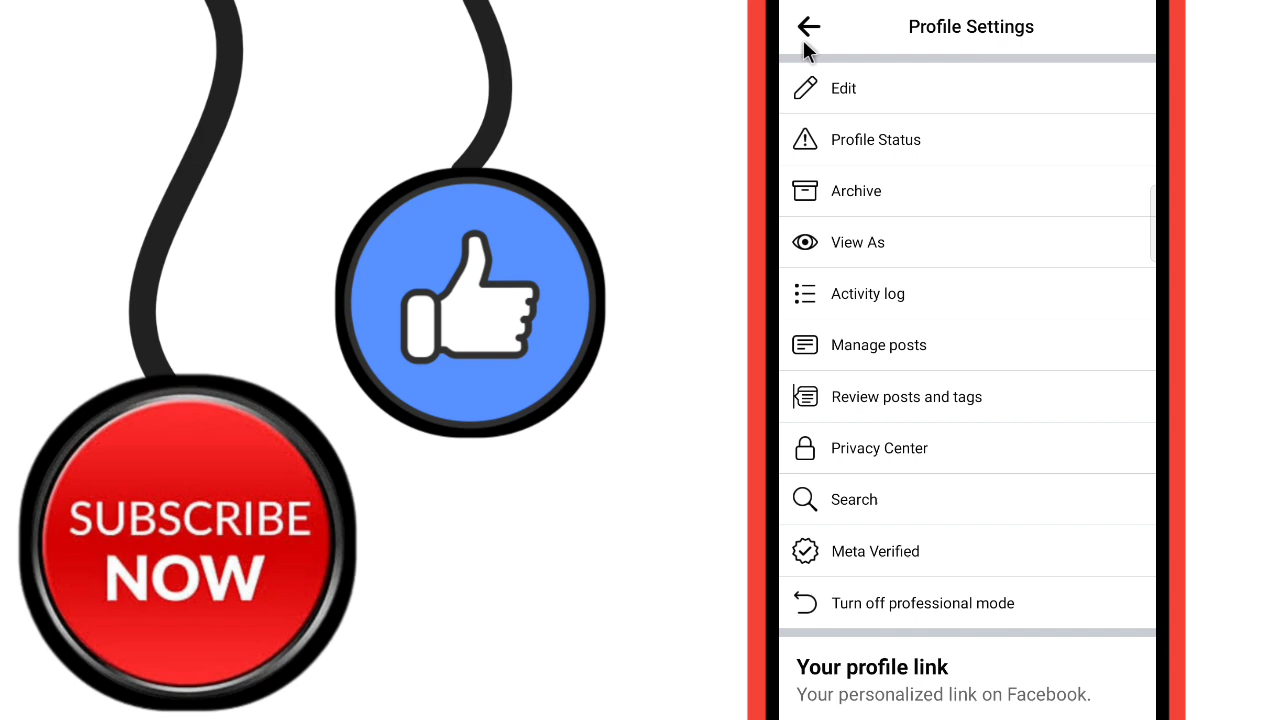 SUBSCRIBE
NOW
Profile Settings
Edit
Profile Status
Archive
View As
Activity log
Manage posts
Review posts and tags
Privacy Center
Search
Meta Verified
Turn off professional mode
Your profile link
Your personalized link on Facebook.